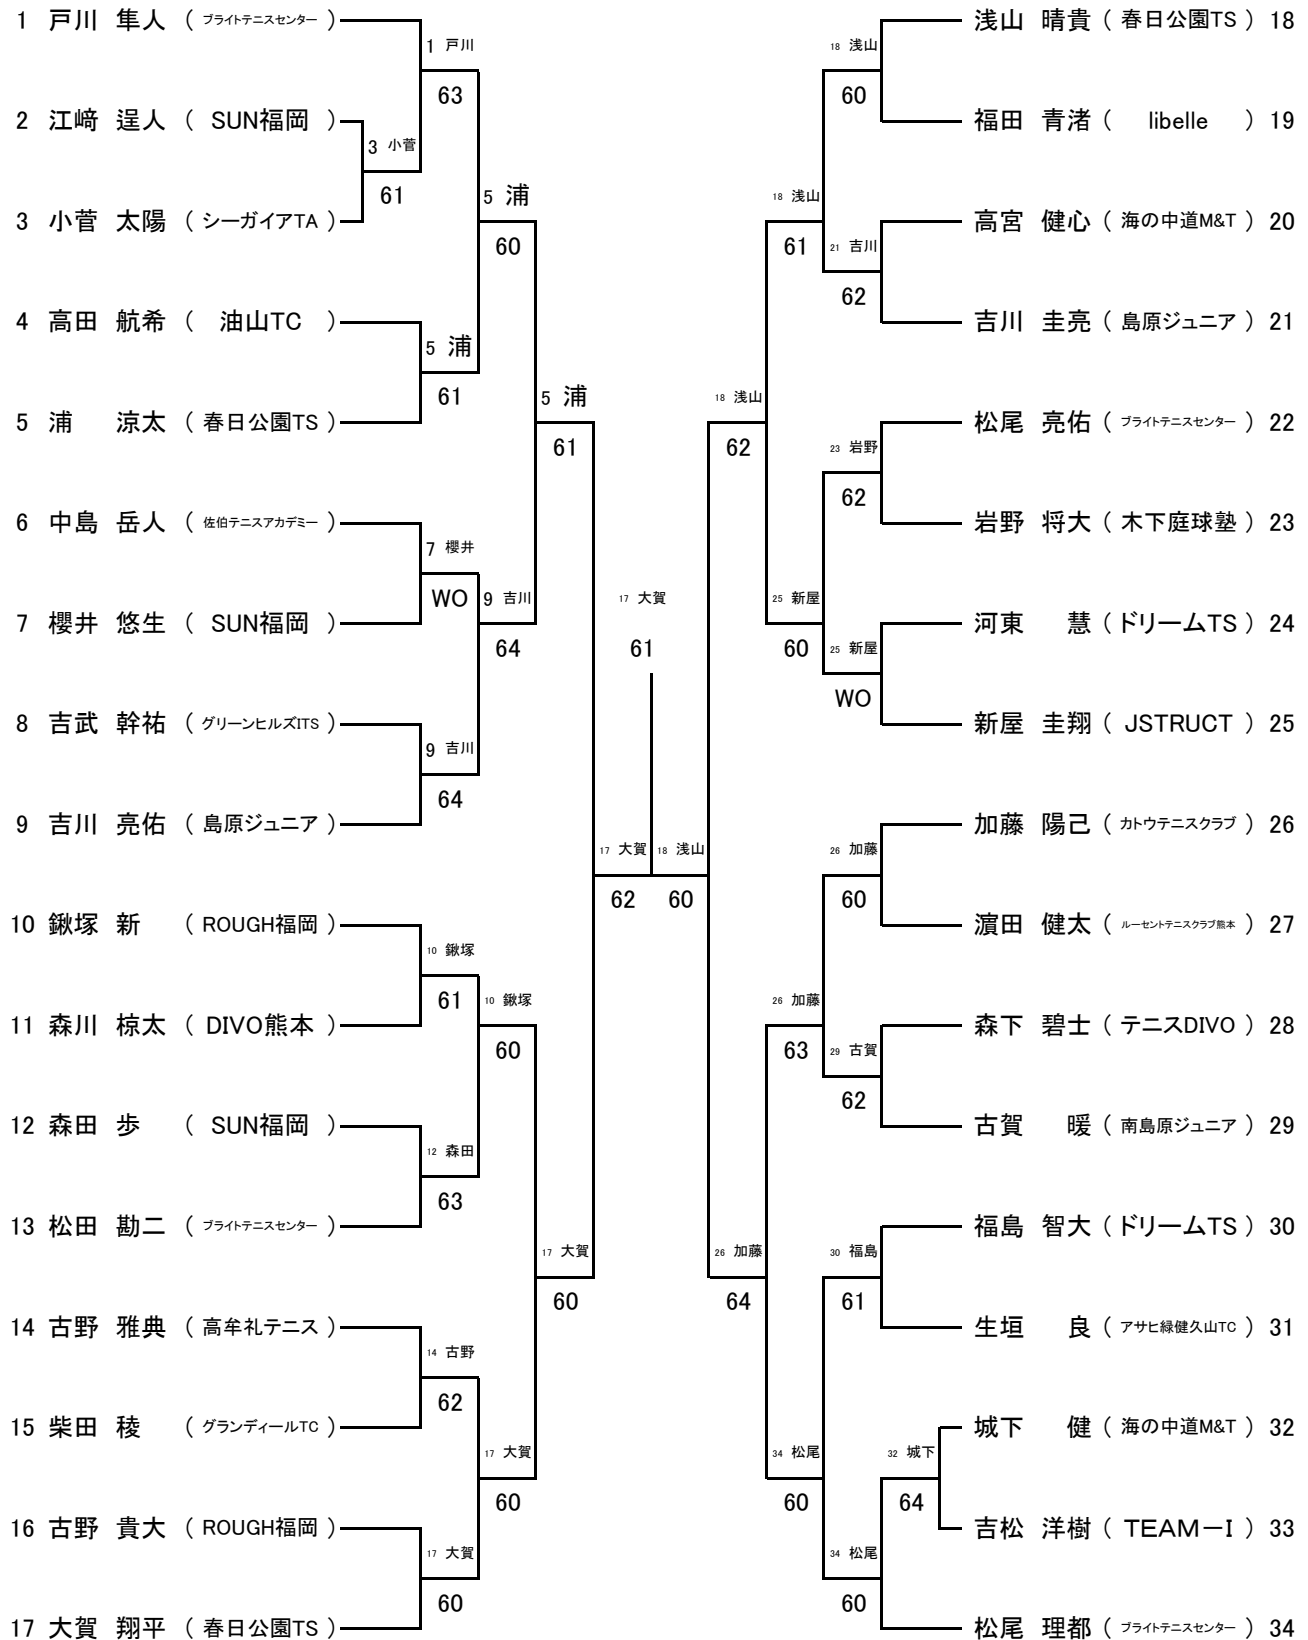 1 戸川 隼人 ( ブライトテニスセンター )
1 戸川
63
2 江﨑 逞人 ( SUN福岡 )
3 小菅
61
3 小菅 太陽 ( シーガイアTA )
5 浦
60
4 高田 航希 ( 油山TC )
5 浦
61
5 浦 涼太 ( 春日公園TS )
5 浦
61
6 中島 岳人 ( 佐伯テニスアカデミー )
7 櫻井
WO
7 櫻井 悠生 ( SUN福岡 )
9 吉川
64
8 吉武 幹祐 ( グリーンヒルズITS )
9 吉川
64
9 吉川 亮佑 ( 島原ジュニア )
17 大賀
62
10 鍬塚 新 ( ROUGH福岡 )
10 鍬塚
61
11 森川 椋太 ( DIVO熊本 )
10 鍬塚
60
12 森田 歩 ( SUN福岡 )
12 森田
63
13 松田 勘二 ( ブライトテニスセンター )
17 大賀
60
14 古野 雅典 ( 高牟礼テニス )
14 古野
62
15 柴田 稜 ( グランディールTC )
17 大賀
60
16 古野 貴大 ( ROUGH福岡 )
17 大賀
60
17 大賀 翔平 ( 春日公園TS )
17 大賀
61
浅山 晴貴 ( 春日公園TS ) 18
18 浅山
60
福田 青渚 ( libelle ) 19
18 浅山
61
高宮 健心 ( 海の中道M&T ) 20
21 吉川
62
吉川 圭亮 ( 島原ジュニア ) 21
18 浅山
62
松尾 亮佑 ( ブライトテニスセンター ) 22
23 岩野
62
岩野 将大 ( 木下庭球塾 ) 23
25 新屋
60
河東 慧 ( ドリームTS ) 24
25 新屋
WO
新屋 圭翔 ( JSTRUCT ) 25
18 浅山
60
加藤 陽己 ( カトウテニスクラブ ) 26
26 加藤
60
濵田 健太 ( ルーセントテニスクラブ熊本 ) 27
26 加藤
63
森下 碧士 ( テニスDIVO ) 28
29 古賀
62
古賀 暖 ( 南島原ジュニア ) 29
26 加藤
64
福島 智大 ( ドリームTS ) 30
30 福島
61
生垣 良 ( アサヒ緑健久山TC ) 31
34 松尾
60
城下 健 ( 海の中道M&T ) 32
32 城下
64
吉松 洋樹 ( TEAM－I ) 33
34 松尾
60
松尾 理都 ( ブライトテニスセンター ) 34